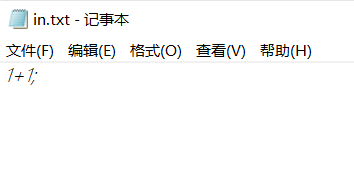 in.txt - 记事本
文件(F) 编辑(E) 格式(O) 查看(V) 帮助(H)
1+1;